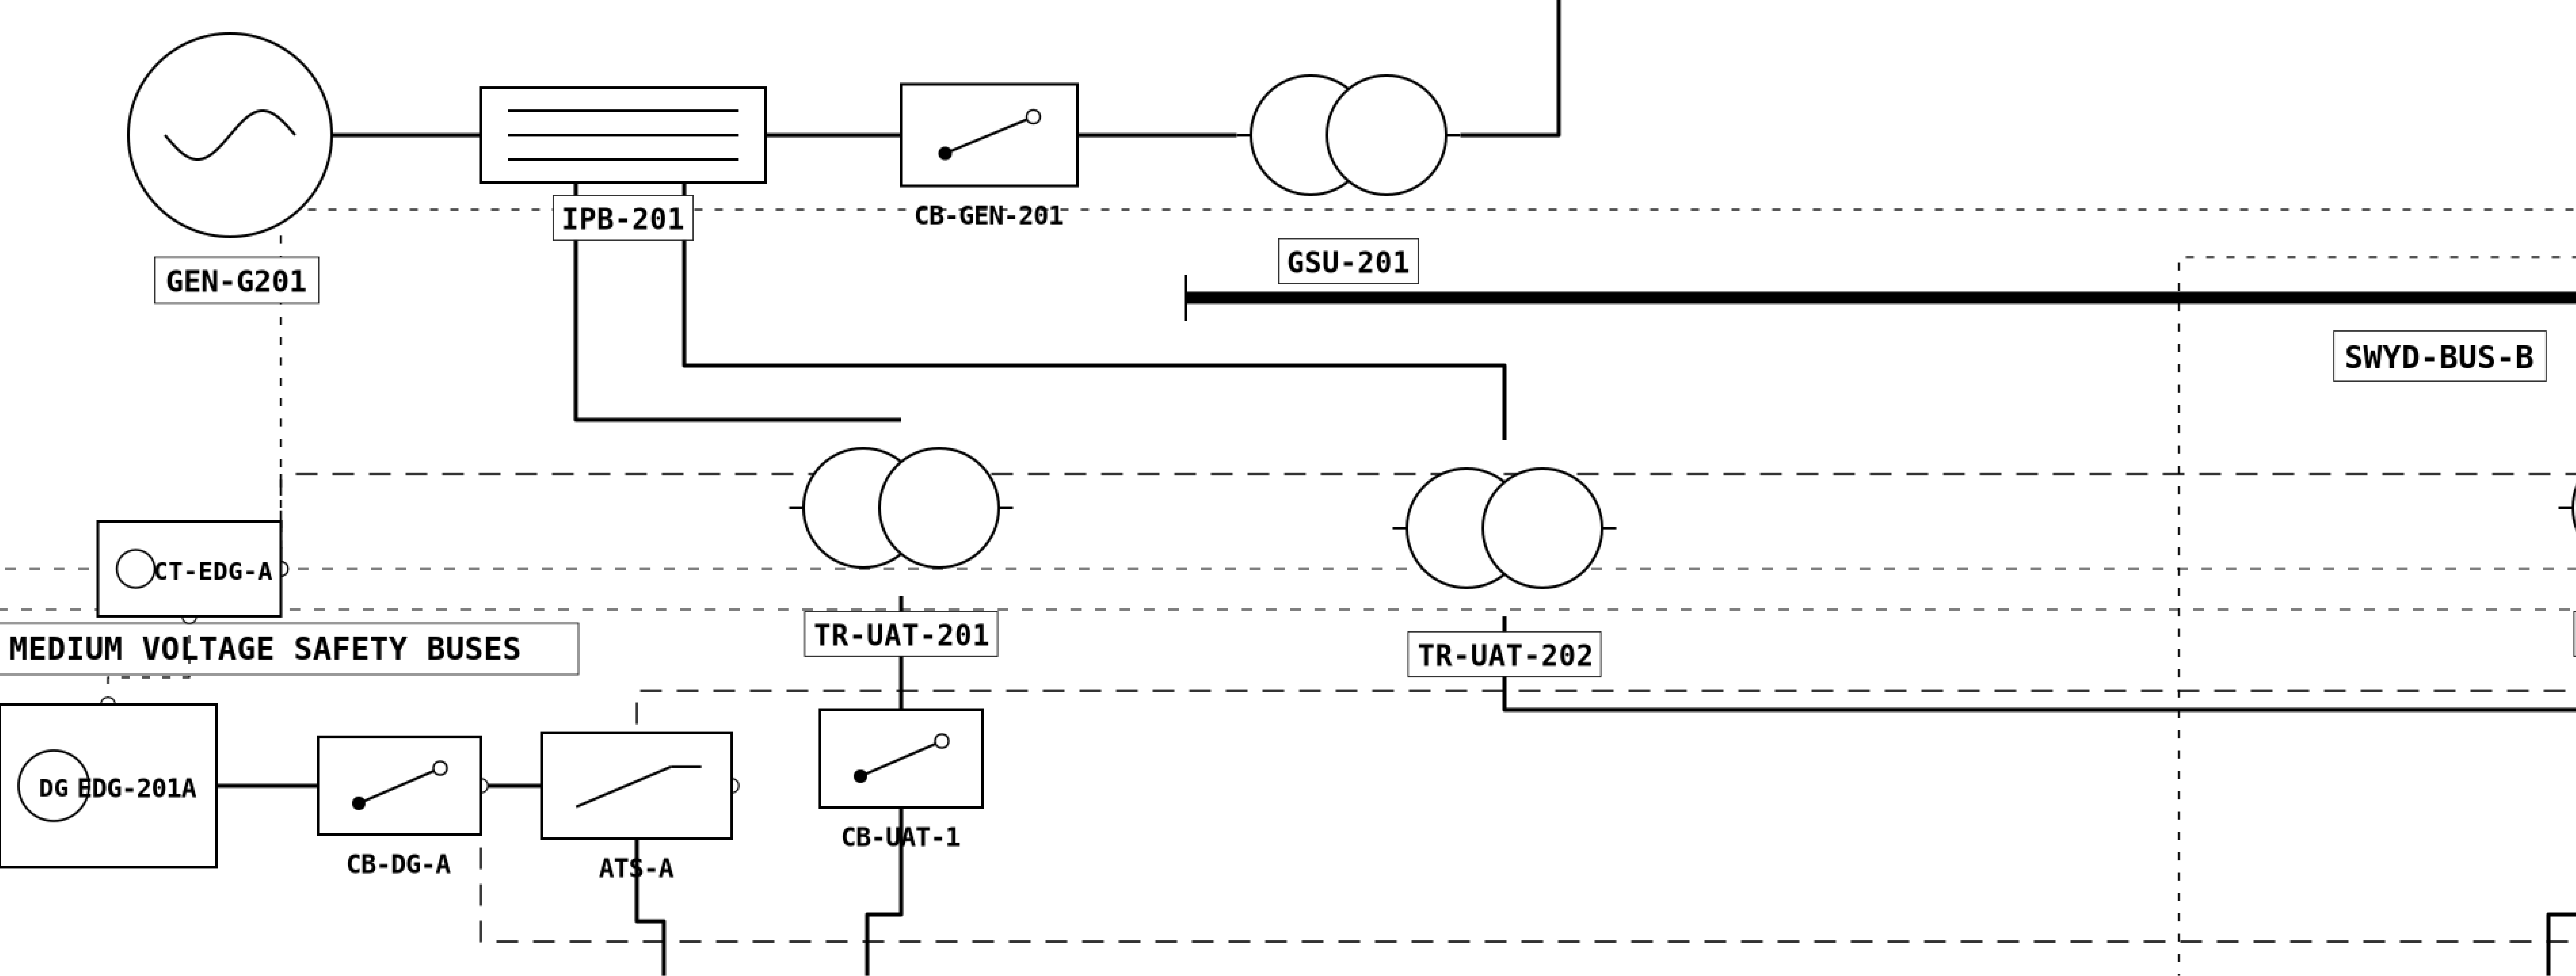 IPB-201
CB-GEN-201
GSU-201
GEN-G201
SWYD-BUS-B
CT-EDG-A
MEDIUM VOLTAGE SAFETY BUSES
TR-UAT-201
TR-UAT-202
DG EDG-201A
CB-UAT-1
CB-DG-A
ATS-A